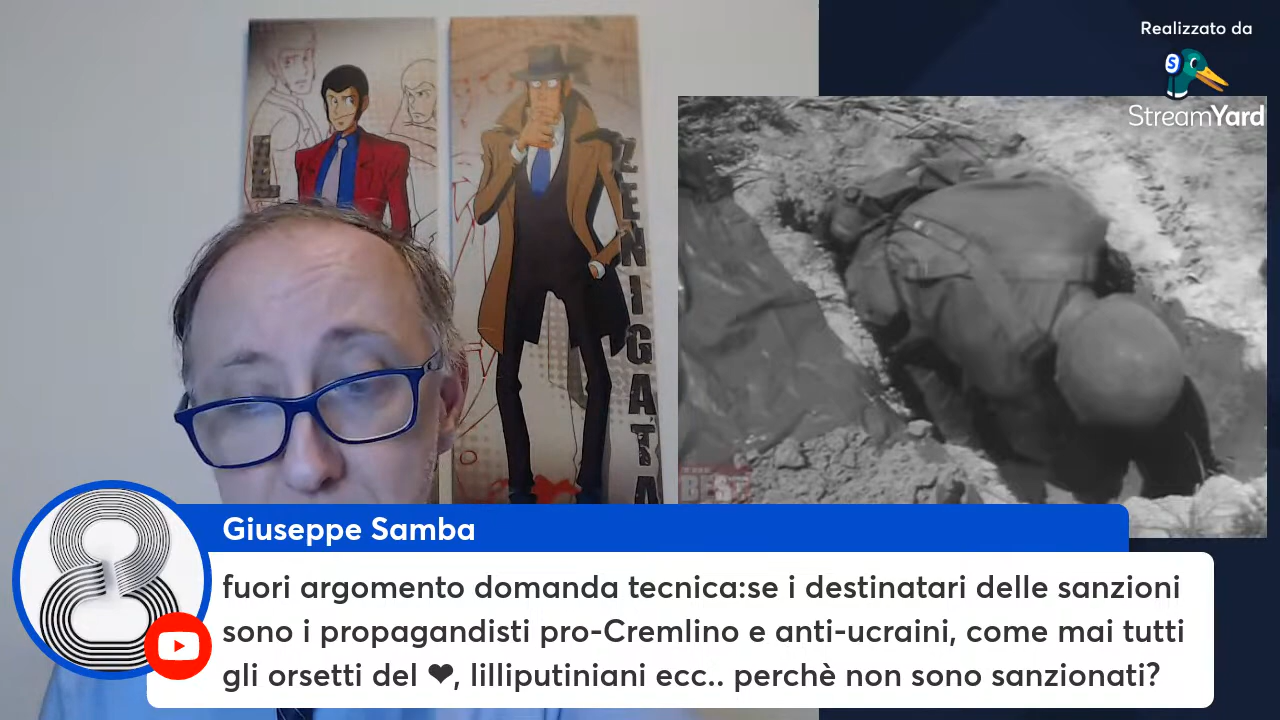 Realizzato da
StreamYard
L
ZENIGATA
BEST
Giuseppe Samba
fuori argomento domanda tecnica:se i destinatari delle sanzioni
sono i propagandisti pro-Cremlino e anti-ucraini, come mai tutti
gli orsetti del ❤, lilliputiniani ecc.. perchè non sono sanzionati?